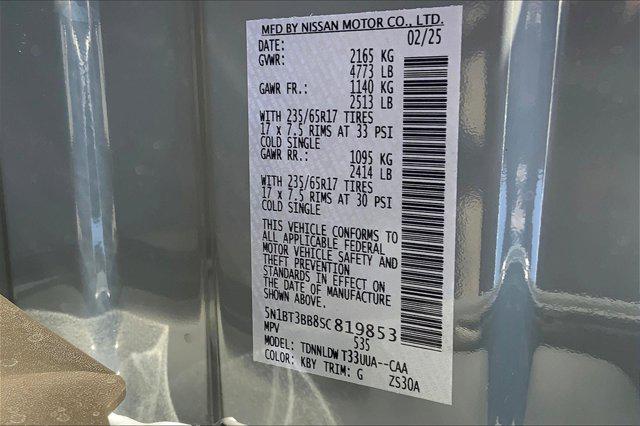 MFD BY NISSAN MOTOR CO., LTD.
DATE: 02/25
GVWR: 2165 KG
4773 LB
GAWR FR.: 1140 KG
2513 LB
WITH 235/65R17 TIRES
17 x 7.5 RIMS AT 33 PSI
COLD SINGLE
GAWR RR.: 1095 KG
2414 LB
WITH 235/65R17 TIRES
17 x 7.5 RIMS AT 30 PSI
COLD SINGLE
THIS VEHICLE CONFORMS TO
ALL APPLICABLE FEDERAL
MOTOR VEHICLE SAFETY AND
THEFT PREVENTION
STANDARDS IN EFFECT ON
THE DATE OF MANUFACTURE
SHOWN ABOVE.
5N1BT3BB8SC819853
MPV 535
MODEL: TDNNLDWT33UUA--CAA
COLOR: KBY TRIM: G ZS30A